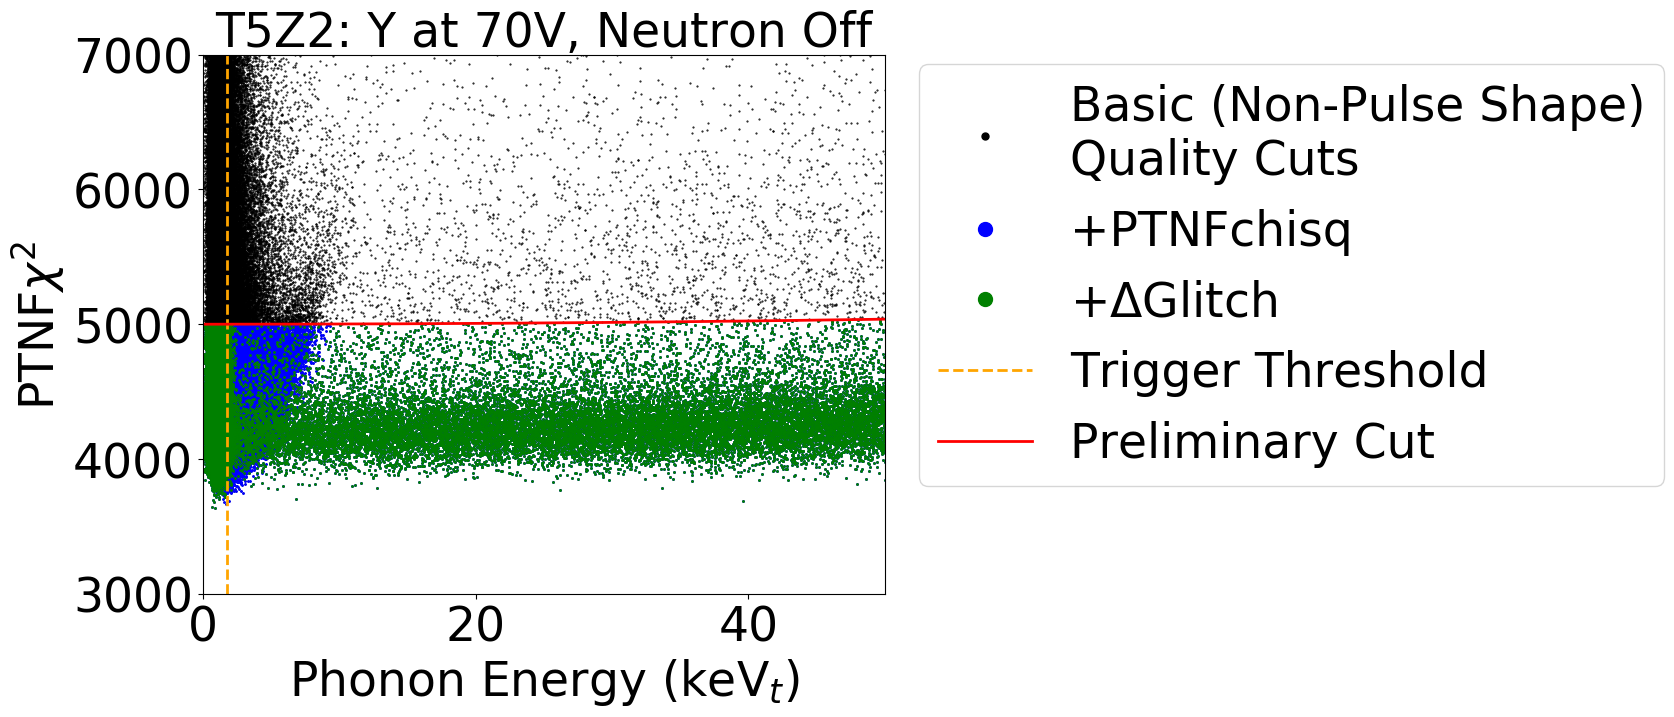 T5Z2: Y at 70V, Neutron Off
7000
6000
5000
4000
3000
PTNFχ²
0
20
40
Phonon Energy (keVₜ)
Basic (Non-Pulse Shape)
Quality Cuts
+PTNFchisq
+ΔGlitch
Trigger Threshold
Preliminary Cut